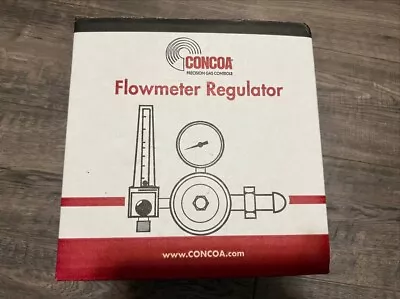 CONCOA
PRECISION GAS CONTROLS
Flowmeter Regulator
www.CONCOA.com